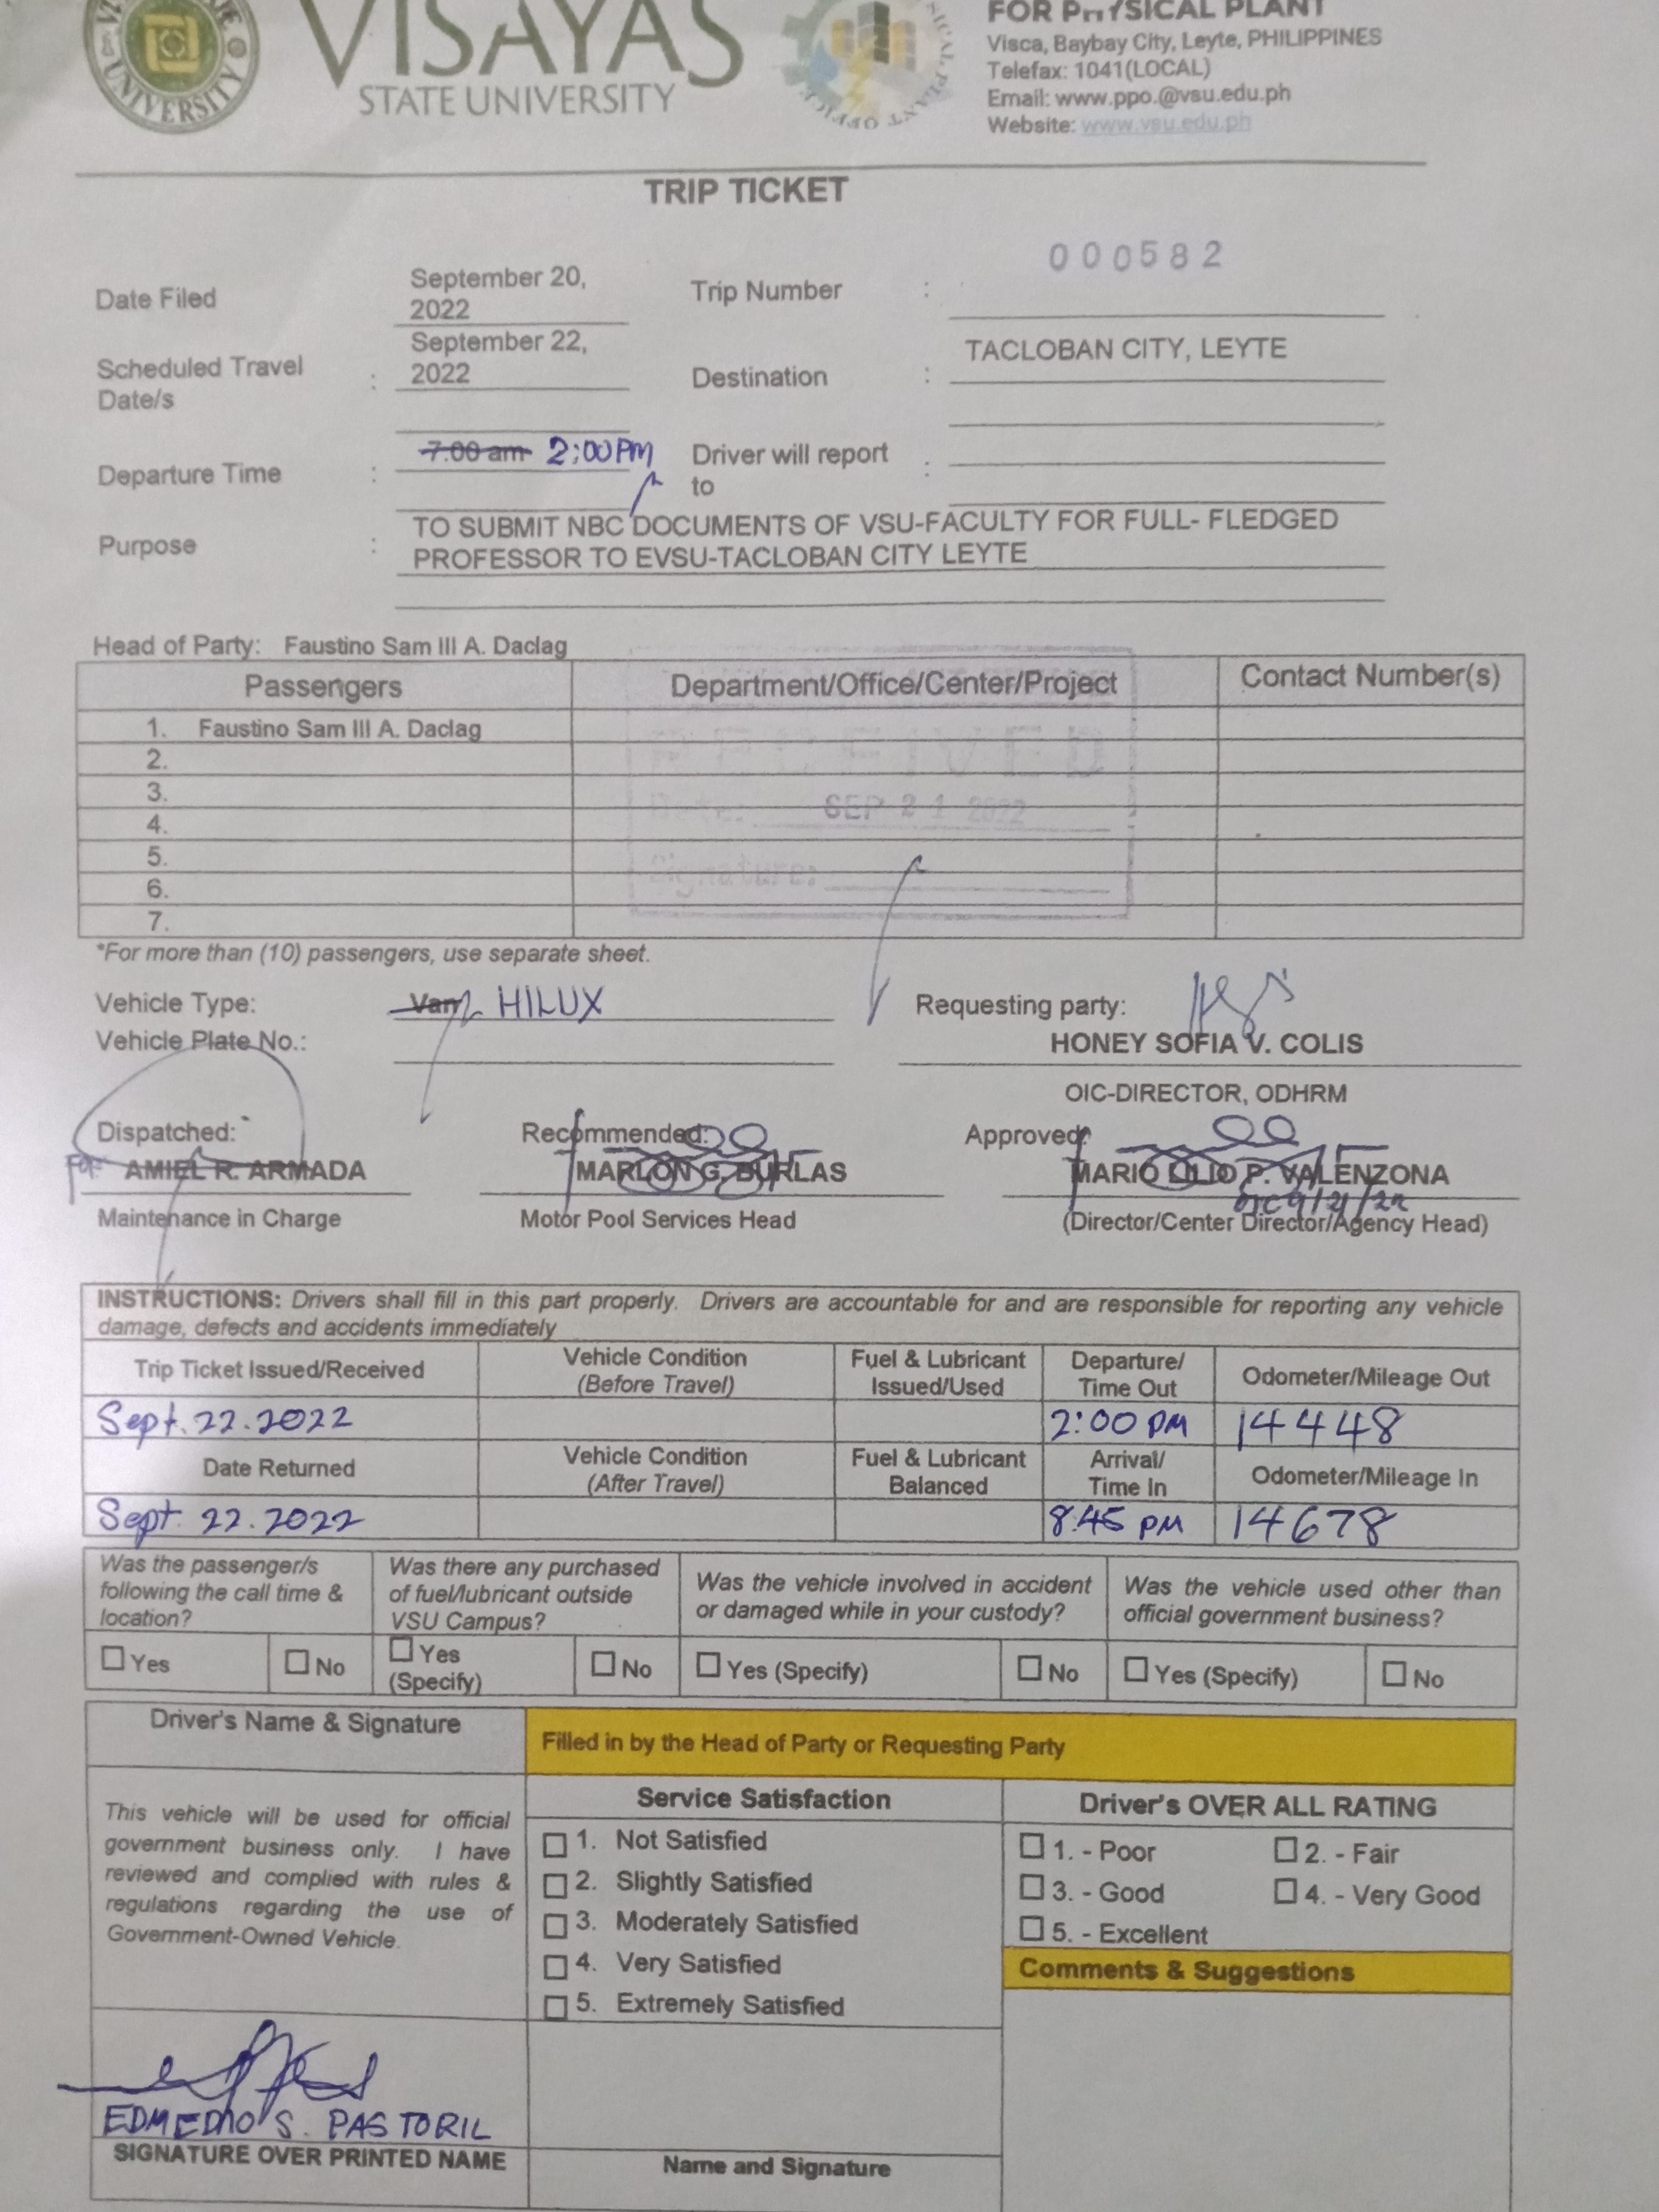 VISAYAS
STATE UNIVERSITY
UNIVERSITY
PLANT OFFICE
FOR PHYSICAL PLANT
Visca, Baybay City, Leyte, PHILIPPINES
Telefax: 1041(LOCAL)
Email: www.ppo.@vsu.edu.ph
Website: www.vsu.edu.ph
TRIP TICKET
000582
Date Filed September 20, 2022 Trip Number :
Scheduled Travel Date/s : September 22, 2022 Destination : TACLOBAN CITY, LEYTE
Departure Time : 7:00 am 2:00PM Driver will report to :
Purpose : TO SUBMIT NBC DOCUMENTS OF VSU-FACULTY FOR FULL- FLEDGED
PROFESSOR TO EVSU-TACLOBAN CITY LEYTE
Head of Party: Faustino Sam III A. Daclag
Passengers Department/Office/Center/Project Contact Number(s)
1. Faustino Sam III A. Daclag
2.
3.
4.
5.
6.
7.
RECEIVED
Date: SEP 21 2022
Signature:
*For more than (10) passengers, use separate sheet.
Vehicle Type: Van HILUX Requesting party:
Vehicle Plate No.: HONEY SOFIA V. COLIS
OIC-DIRECTOR, ODHRM
Dispatched: Recommended: Approved:
For AMIEL R. ARMADA MARLON G. BURLAS MARIO LILIO P. VALENZONA
OIC 9/21/22
Maintenance in Charge Motor Pool Services Head (Director/Center Director/Agency Head)
INSTRUCTIONS: Drivers shall fill in this part properly. Drivers are accountable for and are responsible for reporting any vehicle
damage, defects and accidents immediately
Trip Ticket Issued/Received Vehicle Condition (Before Travel) Fuel & Lubricant Issued/Used Departure/ Time Out Odometer/Mileage Out
Sept. 22.2022 2:00 PM 14448
Date Returned Vehicle Condition (After Travel) Fuel & Lubricant Balanced Arrival/ Time In Odometer/Mileage In
Sept. 22.2022 8:45 PM 14678
Was the passenger/s following the call time & location? Was there any purchased of fuel/lubricant outside VSU Campus? Was the vehicle involved in accident or damaged while in your custody? Was the vehicle used other than official government business?
Yes No Yes (Specify) No Yes (Specify) No Yes (Specify) No
Driver's Name & Signature Filled in by the Head of Party or Requesting Party
This vehicle will be used for official
government business only. I have
reviewed and complied with rules &
regulations regarding the use of
Government-Owned Vehicle.
Service Satisfaction
1. Not Satisfied
2. Slightly Satisfied
3. Moderately Satisfied
4. Very Satisfied
5. Extremely Satisfied
Driver's OVER ALL RATING
1. - Poor 2. - Fair
3. - Good 4. - Very Good
5. - Excellent
Comments & Suggestions
EDMEDIO S. PASTORIL
SIGNATURE OVER PRINTED NAME
Name and Signature